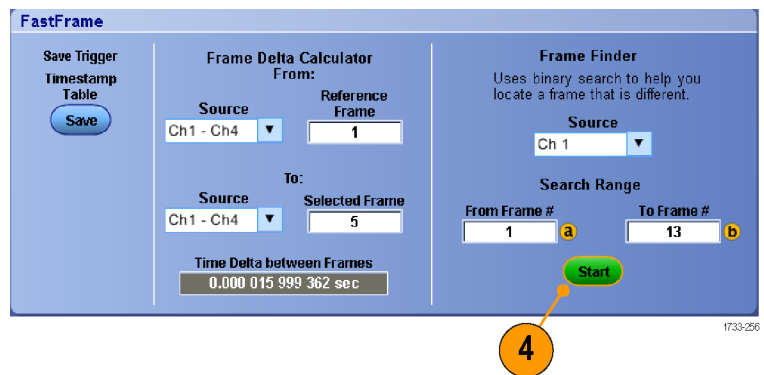 FastFrame
Save Trigger
Timestamp
Table
Save
Frame Delta Calculator
From:
Source
Ch1 - Ch4
Reference
Frame
1
To:
Source
Ch1 - Ch4
Selected Frame
5
Time Delta between Frames
0.000 015 999 362 sec
Frame Finder
Uses binary search to help you
locate a frame that is different.
Source
Ch 1
Search Range
From Frame #
1
a
To Frame #
13
b
Start
4
1733-256